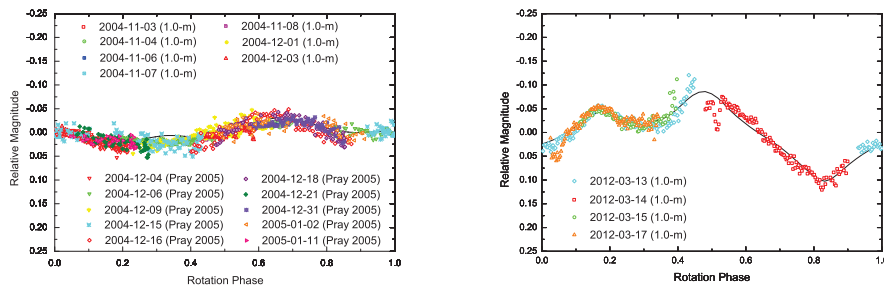 -0.25
-0.20
-0.15
-0.10
-0.05
0.00
0.05
0.10
0.15
0.20
0.25
Relative Magnitude
2004-11-03 (1.0-m)
2004-11-04 (1.0-m)
2004-11-06 (1.0-m)
2004-11-07 (1.0-m)
2004-11-08 (1.0-m)
2004-12-01 (1.0-m)
2004-12-03 (1.0-m)
2004-12-04 (Pray 2005)
2004-12-06 (Pray 2005)
2004-12-09 (Pray 2005)
2004-12-15 (Pray 2005)
2004-12-16 (Pray 2005)
2004-12-18 (Pray 2005)
2004-12-21 (Pray 2005)
2004-12-31 (Pray 2005)
2005-01-02 (Pray 2005)
2005-01-11 (Pray 2005)
0.0 0.2 0.4 0.6 0.8 1.0
Rotation Phase
-0.25
-0.20
-0.15
-0.10
-0.05
0.00
0.05
0.10
0.15
0.20
0.25
Relative Magnitude
2012-03-13 (1.0-m)
2012-03-14 (1.0-m)
2012-03-15 (1.0-m)
2012-03-17 (1.0-m)
0.0 0.2 0.4 0.6 0.8 1.0
Rotation Phase